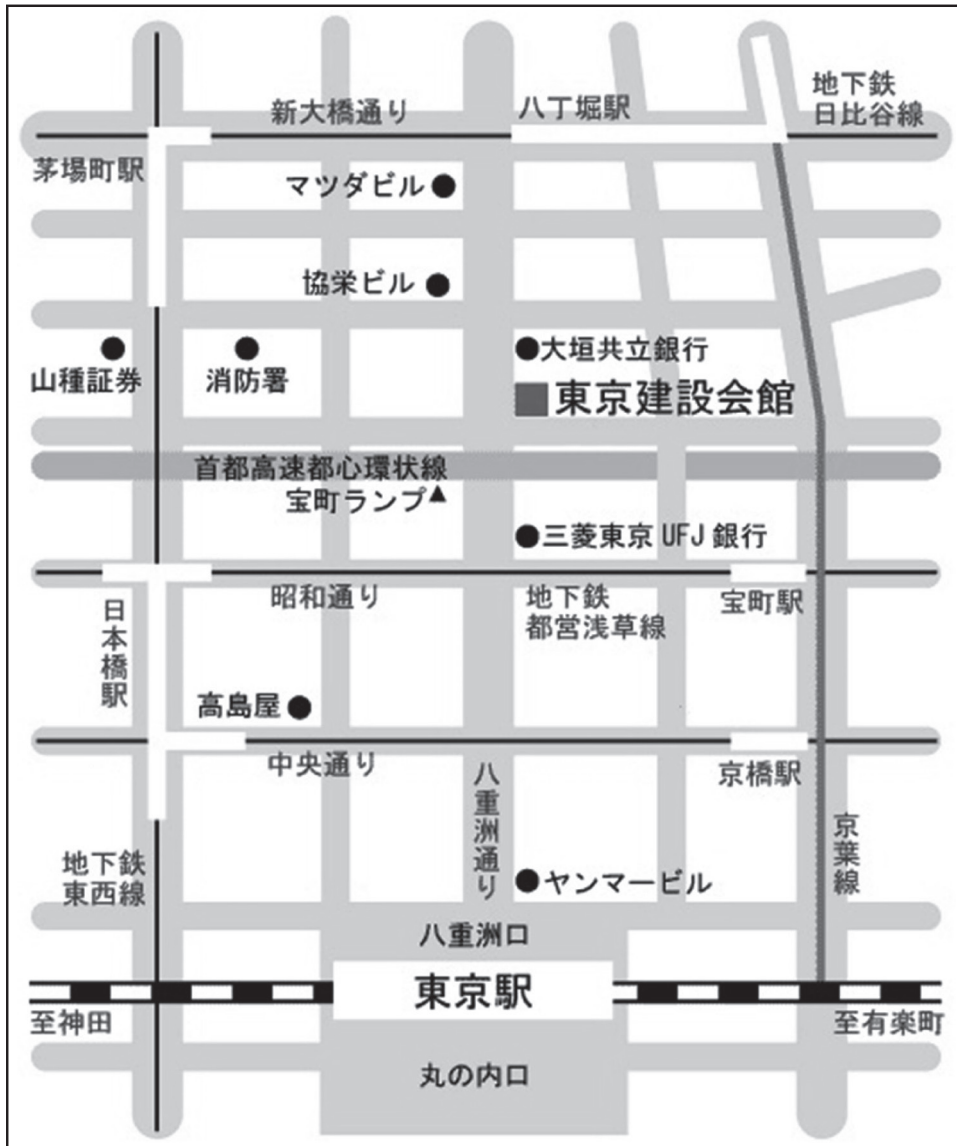 地下鉄
日比谷線
新大橋通り
八丁堀駅
茅場町駅
マツダビル
協栄ビル
大垣共立銀行
山種証券
消防署
東京建設会館
首都高速都心環状線
宝町ランプ
三菱東京 UFJ 銀行
昭和通り
地下鉄
都営浅草線
宝町駅
日本橋駅
高島屋
中央通り
京橋駅
八重洲通り
京葉線
地下鉄
東西線
ヤンマービル
八重洲口
東京駅
至神田
至有楽町
丸の内口